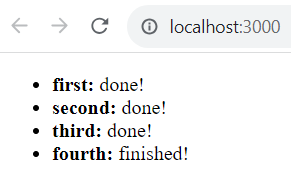 localhost:3000
first: done!
second: done!
third: done!
fourth: finished!